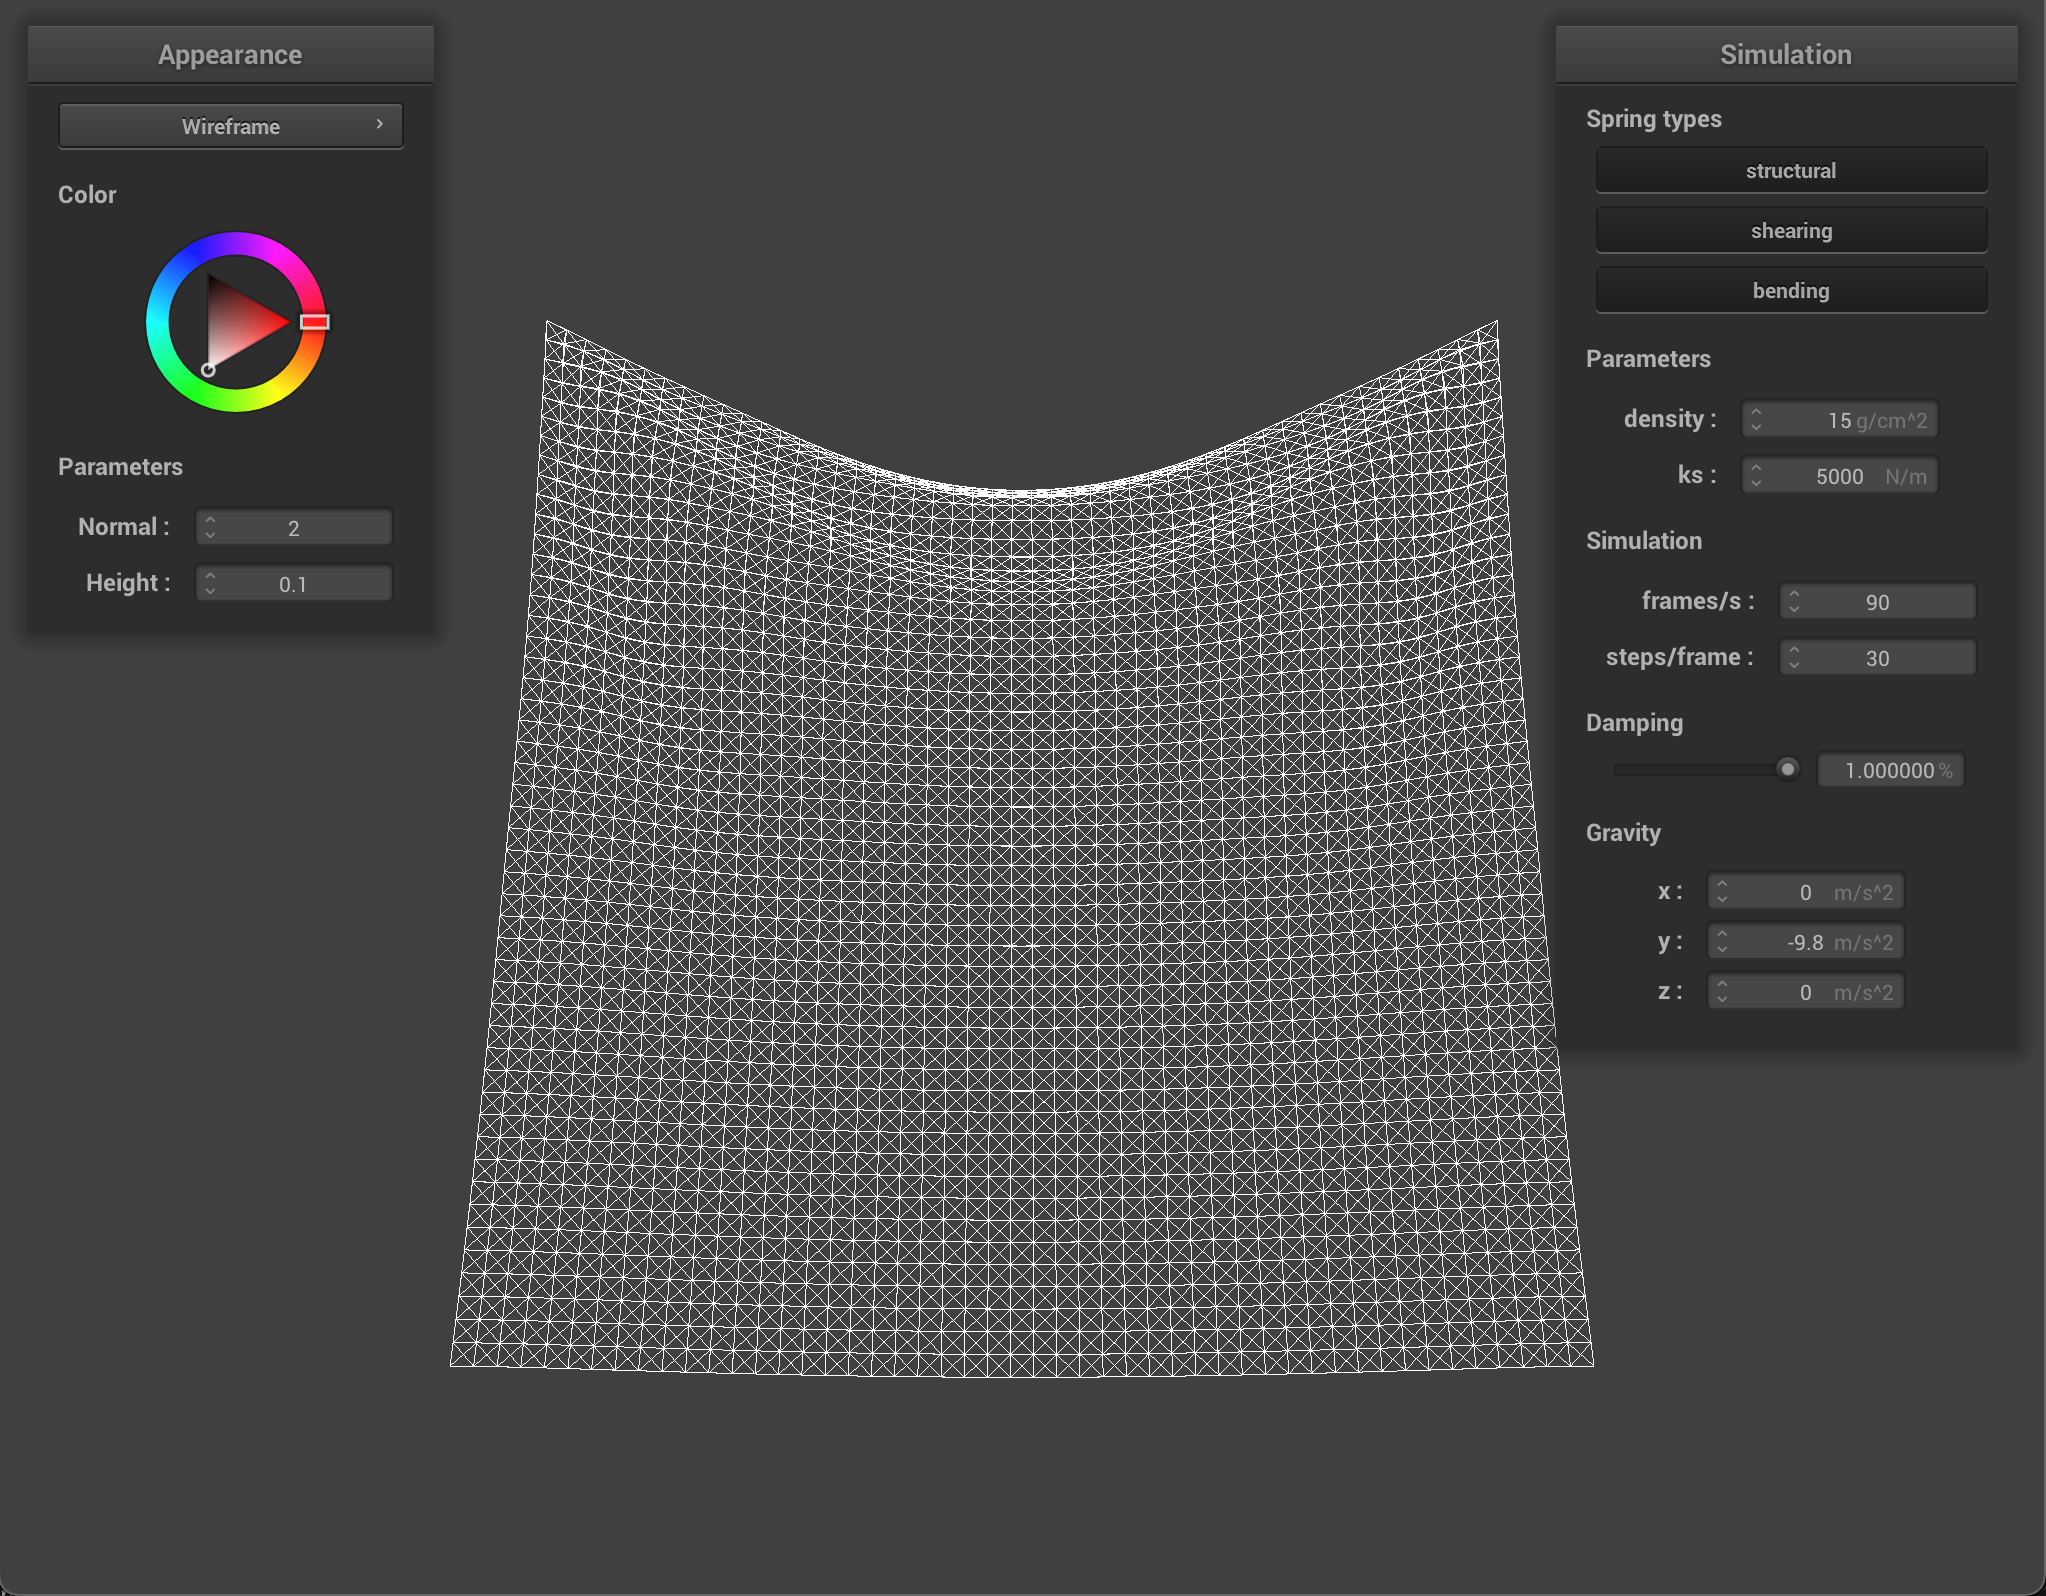 Appearance
Wireframe
Color
Parameters
Normal : 2
Height : 0.1
Simulation
Spring types
structural
shearing
bending
Parameters
density : 15 g/cm^2
ks : 5000 N/m
Simulation
frames/s : 90
steps/frame : 30
Damping
1.000000 %
Gravity
x : 0 m/s^2
y : -9.8 m/s^2
z : 0 m/s^2